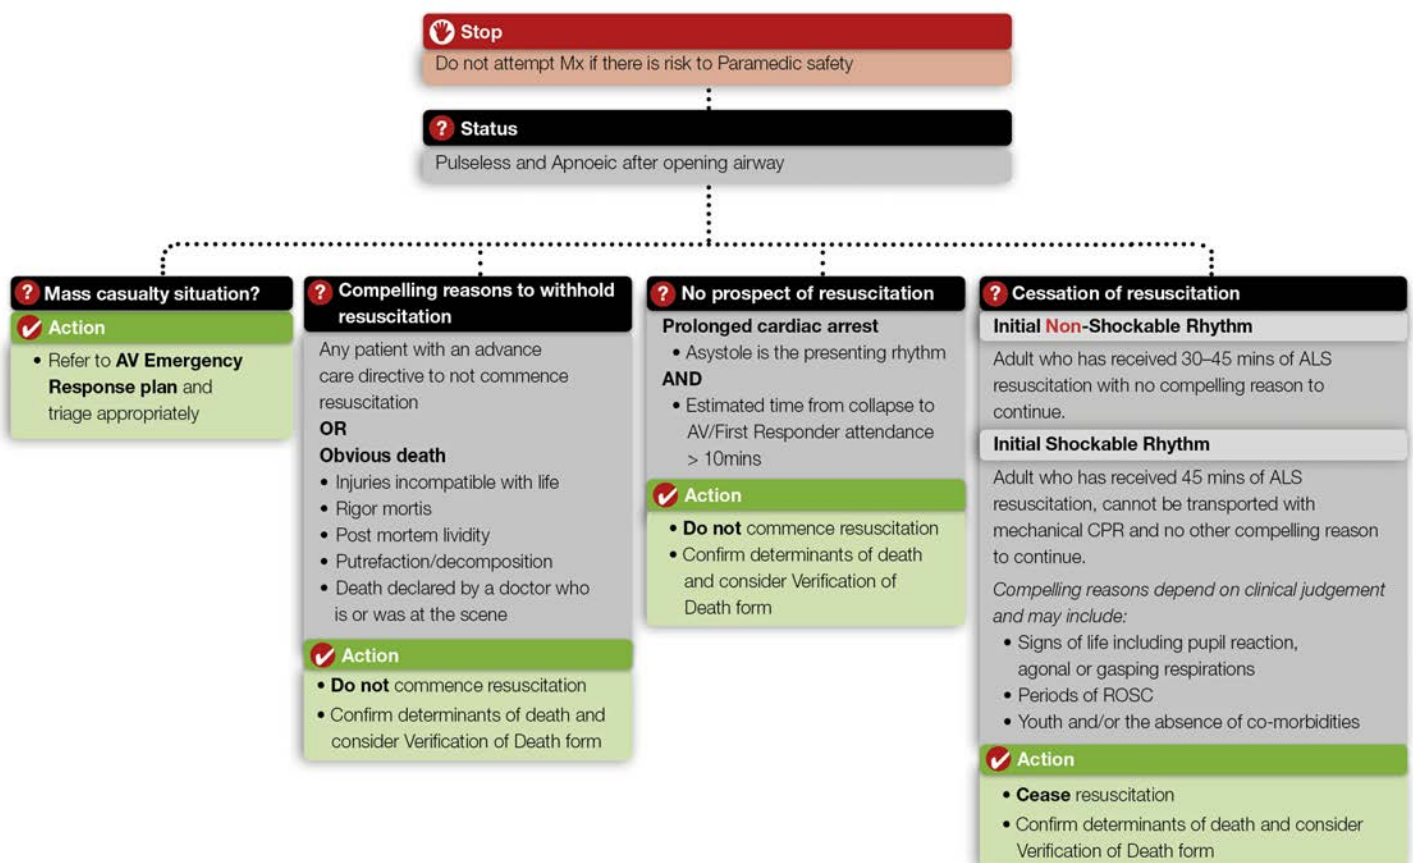 Stop
Do not attempt Mx if there is risk to Paramedic safety
? Status
Pulseless and Apnoeic after opening airway
? Mass casualty situation?
Action
• Refer to AV Emergency
Response plan and
triage appropriately
? Compelling reasons to withhold
resuscitation
Any patient with an advance
care directive to not commence
resuscitation
OR
Obvious death
• Injuries incompatible with life
• Rigor mortis
• Post mortem lividity
• Putrefaction/decomposition
• Death declared by a doctor who
is or was at the scene
Action
• Do not commence resuscitation
• Confirm determinants of death and
consider Verification of Death form
? No prospect of resuscitation
Prolonged cardiac arrest
• Asystole is the presenting rhythm
AND
• Estimated time from collapse to
AV/First Responder attendance
> 10mins
Action
• Do not commence resuscitation
• Confirm determinants of death
and consider Verification of
Death form
? Cessation of resuscitation
Initial Non-Shockable Rhythm
Adult who has received 30–45 mins of ALS
resuscitation with no compelling reason to
continue.
Initial Shockable Rhythm
Adult who has received 45 mins of ALS
resuscitation, cannot be transported with
mechanical CPR and no other compelling reason
to continue.
Compelling reasons depend on clinical judgement
and may include:
• Signs of life including pupil reaction,
agonal or gasping respirations
• Periods of ROSC
• Youth and/or the absence of co-morbidities
Action
• Cease resuscitation
• Confirm determinants of death and consider
Verification of Death form